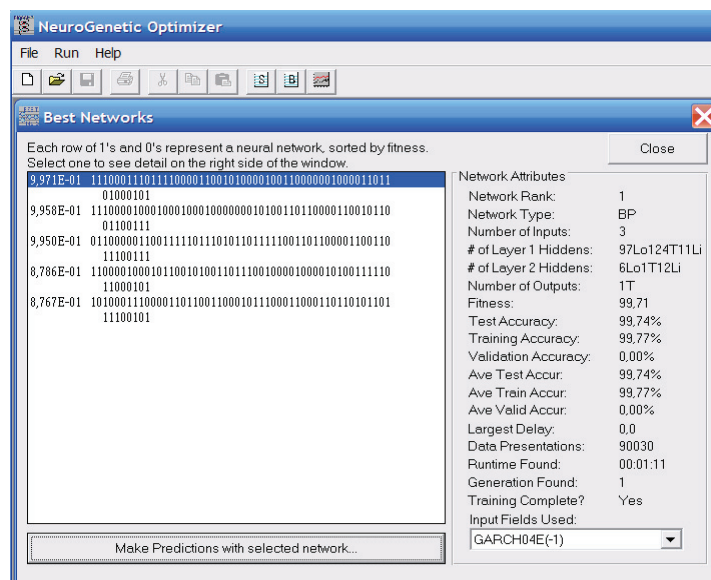 NeuroGenetic Optimizer
File Run Help
S B
Best Networks
Each row of 1's and 0's represent a neural network, sorted by fitness.
Select one to see detail on the right side of the window.
Close
9,971E-01 1110001110111100001100101000010011000000100001 1011
01000101
9,958E-01 11100001000100010001000000010100110110000110010110
01100111
9,950E-01 01100000110011111011101011011111001101100001100110
11100111
8,786E-01 11000010001011001010011011100100001000010100111110
11000101
8,767E-01 10100011100001101100110001011100011000110110101101
11100101
Make Predictions with selected network...
Network Attributes
Network Rank: 1
Network Type: BP
Number of Inputs: 3
# of Layer 1 Hiddens: 97Lo124T11Li
# of Layer 2 Hiddens: 6Lo1T12Li
Number of Outputs: 1T
Fitness: 99,71
Test Accuracy: 99,74%
Training Accuracy: 99,77%
Validation Accuracy: 0,00%
Ave Test Accur: 99,74%
Ave Train Accur: 99,77%
Ave Valid Accur: 0,00%
Largest Delay: 0,0
Data Presentations: 90030
Runtime Found: 00:01:11
Generation Found: 1
Training Complete? Yes
Input Fields Used:
GARCH04E(-1)